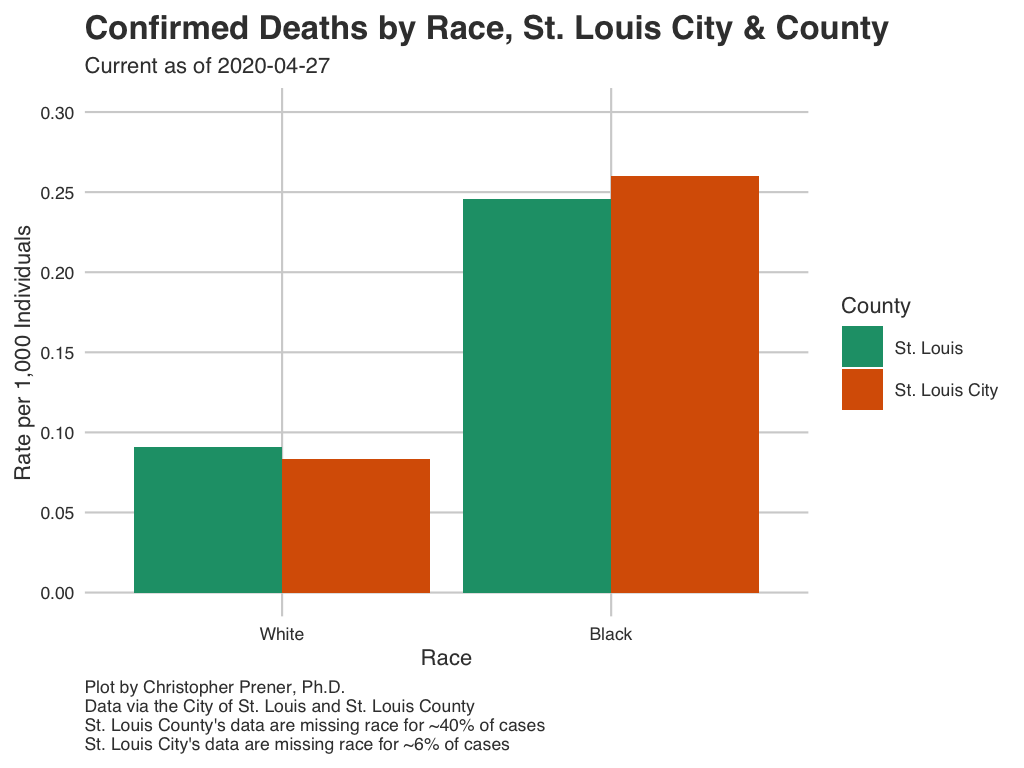 Confirmed Deaths by Race, St. Louis City & County
Current as of 2020-04-27
Rate per 1,000 Individuals
0.30
0.25
0.20
0.15
0.10
0.05
0.00
White
Black
Race
County
St. Louis
St. Louis City
Plot by Christopher Prener, Ph.D.
Data via the City of St. Louis and St. Louis County
St. Louis County's data are missing race for ~40% of cases
St. Louis City's data are missing race for ~6% of cases